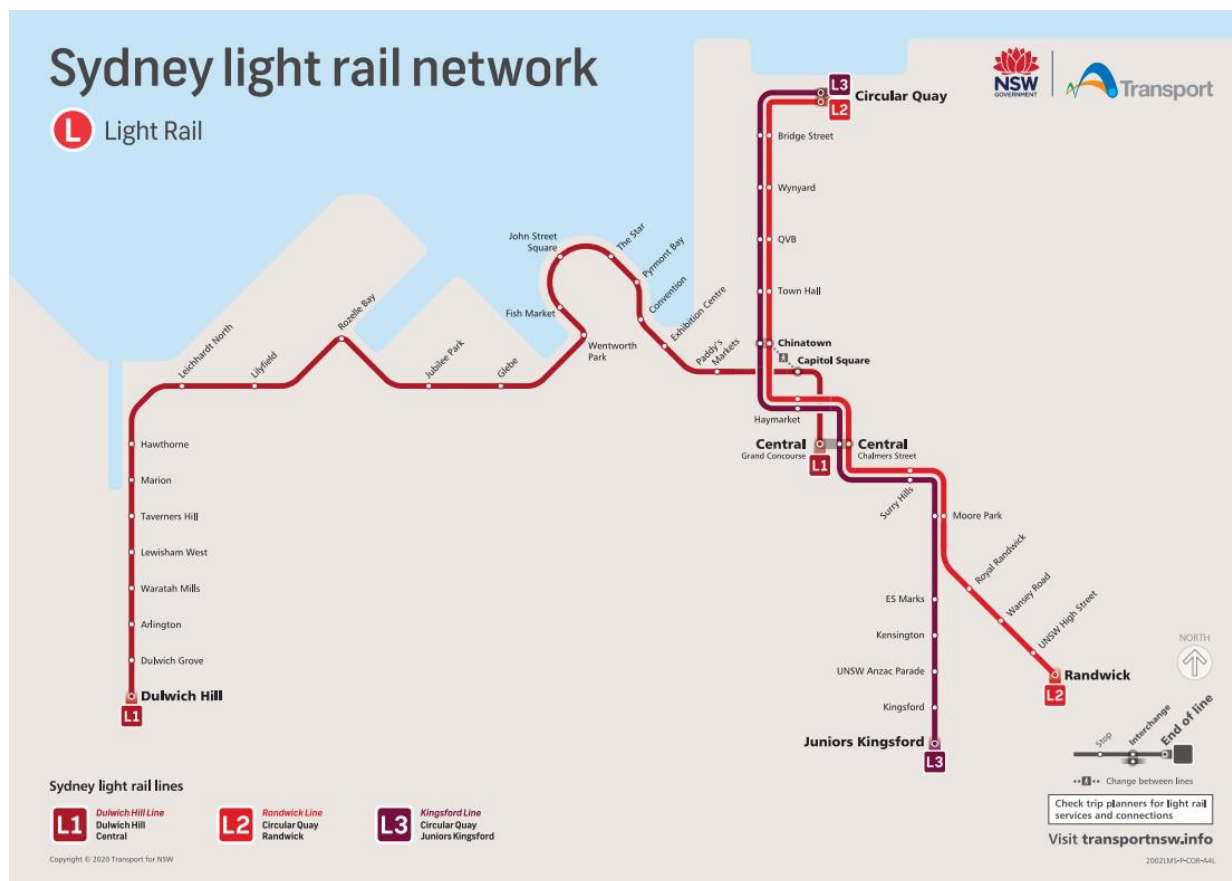 Sydney light rail network
L Light Rail
NSW
GOVERNMENT
Transport
L3
Circular Quay
L2
Bridge Street
Wynyard
QVB
Town Hall
Chinatown
Capitol Square
Haymarket
Central
Grand Concourse
L1
Central
Chalmers Street
Surry Hills
Moore Park
Royal Randwick
Wansey Road
UNSW High Street
Randwick
L2
ES Marks
Kensington
UNSW Anzac Parade
Kingsford
Juniors Kingsford
L3
Paddy's
Markets
Exhibition Centre
Convention
Pyrmont Bay
The Star
John Street
Square
Fish Market
Wentworth
Park
Glebe
Jubilee Park
Rozelle Bay
Lilyfield
Leichhardt North
Hawthorne
Marion
Taverners Hill
Lewisham West
Waratah Mills
Arlington
Dulwich Grove
Dulwich Hill
L1
NORTH
Stop
Interchange
End of line
Change between lines
Check trip planners for light rail
services and connections
Visit transportnsw.info
2002LMS-P-COR-A4L
Sydney light rail lines
L1
Dulwich Hill Line
Dulwich Hill
Central
L2
Randwick Line
Circular Quay
Randwick
L3
Kingsford Line
Circular Quay
Juniors Kingsford
Copyright © 2020 Transport for NSW